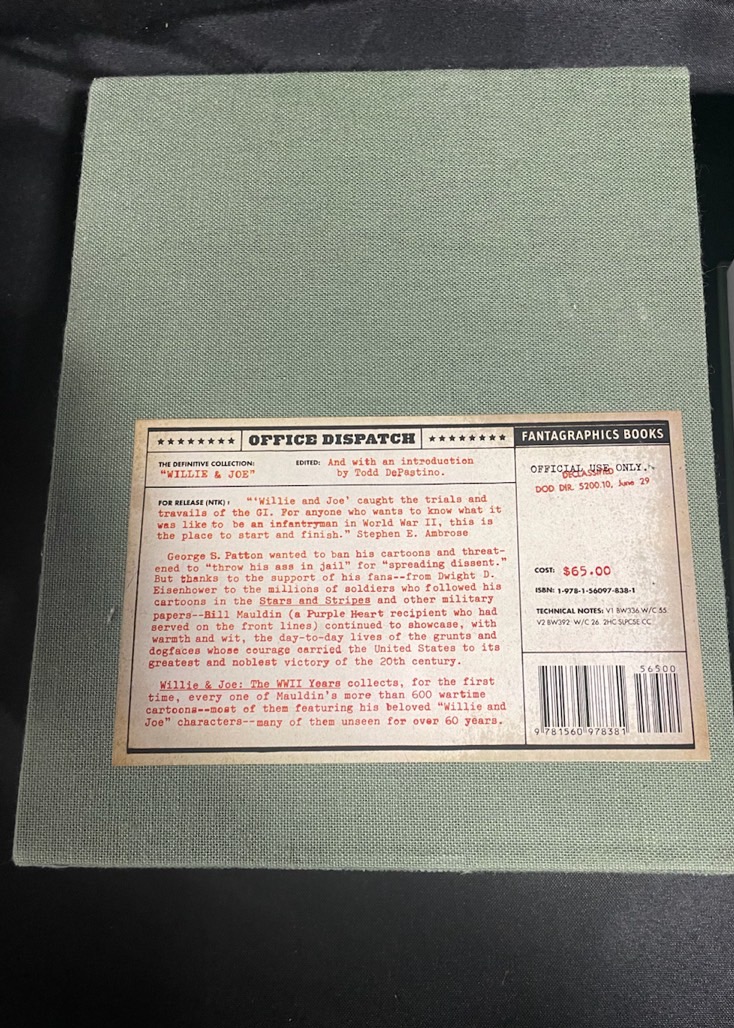 ★★★★★★★★ OFFICE DISPATCH ★★★★★★★★
FANTAGRAPHICS BOOKS
THE DEFINITIVE COLLECTION:
"WILLIE & JOE"
EDITED: And with an introduction
by Todd DePastino.
FOR RELEASE (NTK): "'Willie and Joe' caught the trials and
travails of the GI. For anyone who wants to know what it
was like to be an infantryman in World War II, this is
the place to start and finish." Stephen E. Ambrose
George S. Patton wanted to ban his cartoons and threat-
ened to "throw his ass in jail" for "spreading dissent."
But thanks to the support of his fans--from Dwight D.
Eisenhower to the millions of soldiers who followed his
cartoons in the Stars and Stripes and other military
papers--Bill Mauldin (a Purple Heart recipient who had
served on the front lines) continued to showcase, with
warmth and wit, the day-to-day lives of the grunts and
dogfaces whose courage carried the United States to its
greatest and noblest victory of the 20th century.
Willie & Joe: The WWII Years collects, for the first
time, every one of Mauldin's more than 600 wartime
cartoons--most of them featuring his beloved "Willie and
Joe" characters--many of them unseen for over 60 years.
OFFICIAL USE ONLY.
DECLASSIFIED
DOD DIR. 5200.10, June 29
COST: $65.00
ISBN: 1-978-1-56097-838-1
TECHNICAL NOTES: V1 BW336 W/C 55.
V2 BW392 W/C 26. 2HC SLPCSE CC
56500
9 781560 978381